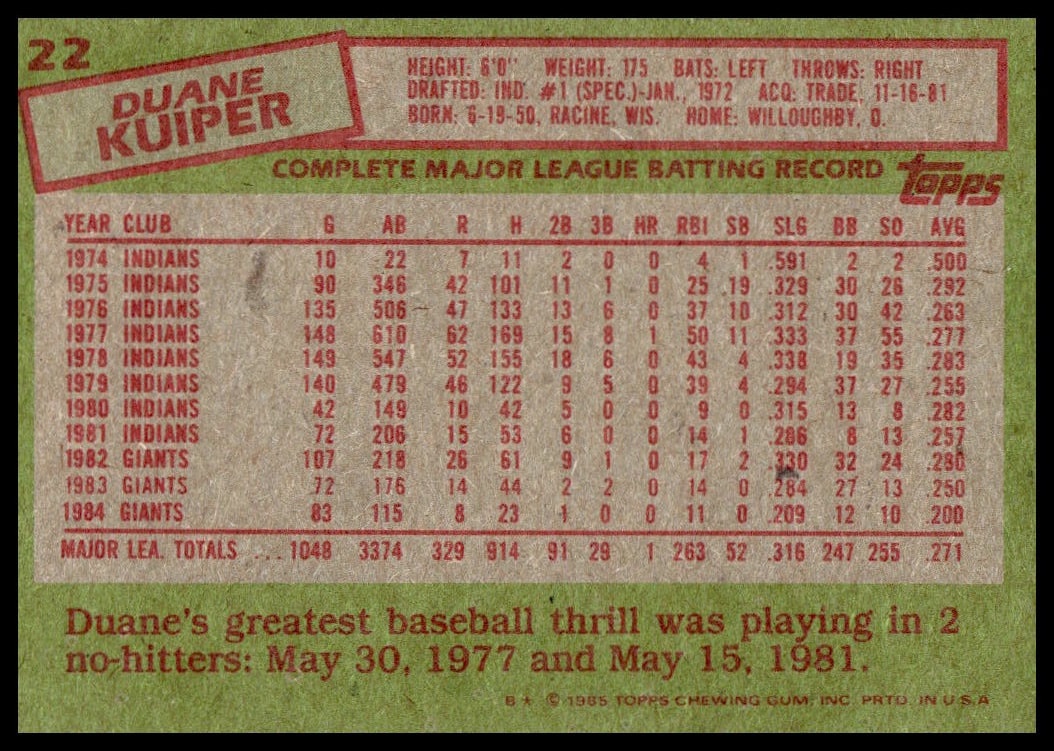 22
DUANE
KUIPER
HEIGHT: 6'0" WEIGHT: 175 BATS: LEFT THROWS: RIGHT
DRAFTED: IND. #1 (SPEC.)-JAN., 1972 ACQ: TRADE, 11-16-81
BORN: 6-19-50, RACINE, WIS. HOME: WILLOUGHBY, O.
COMPLETE MAJOR LEAGUE BATTING RECORD topps
YEAR CLUB G AB R H 2B 3B HR RBI SB SLG BB SO AVG
1974 INDIANS 10 22 7 11 2 0 0 4 1 .591 2 2 .500
1975 INDIANS 90 346 42 101 11 1 0 25 19 .329 30 26 .292
1976 INDIANS 135 506 47 133 13 6 0 37 10 .312 30 42 .263
1977 INDIANS 148 610 62 169 15 8 1 50 11 .333 37 55 .277
1978 INDIANS 149 547 52 155 18 6 0 43 4 .338 19 35 .283
1979 INDIANS 140 479 46 122 9 5 0 39 4 .294 37 27 .255
1980 INDIANS 42 149 10 42 5 0 0 9 0 .315 13 8 .282
1981 INDIANS 72 206 15 53 6 0 0 14 1 .286 8 13 .257
1982 GIANTS 107 218 26 61 9 1 0 17 2 .330 32 24 .280
1983 GIANTS 72 176 14 44 2 2 0 14 0 .284 27 13 .250
1984 GIANTS 83 115 8 23 1 0 0 11 0 .209 12 10 .200
MAJOR LEA. TOTALS ... 1048 3374 329 914 91 29 1 263 52 .316 247 255 .271
Duane's greatest baseball thrill was playing in 2
no-hitters: May 30, 1977 and May 15, 1981.
B* © 1985 TOPPS CHEWING GUM, INC. PRTD. IN U.S.A.